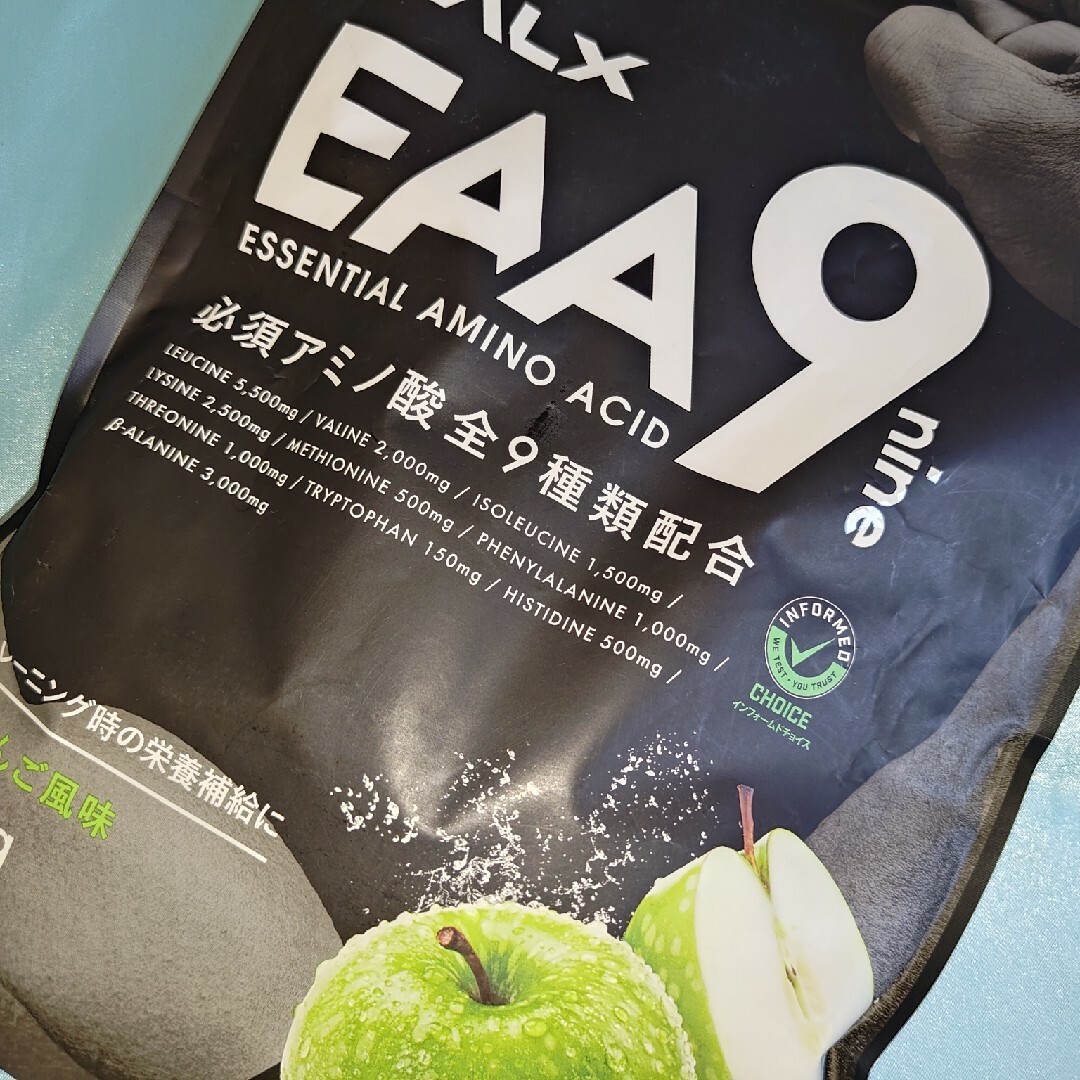 ALX
EAA9
nine
ESSENTIAL AMINO ACID
必須アミノ酸全9種類配合
LEUCINE 5,500mg / VALINE 2,000mg / ISOLEUCINE 1,500mg /
LYSINE 2,500mg / METHIONINE 500mg / PHENYLALANINE 1,000mg /
THREONINE 1,000mg / TRYPTOPHAN 150mg / HISTIDINE 500mg /
β-ALANINE 3,000mg
INFORMED
WE TEST • YOU TRUST
CHOICE
インフォームドチョイス
レーニング時の栄養補給に
んご風味
g